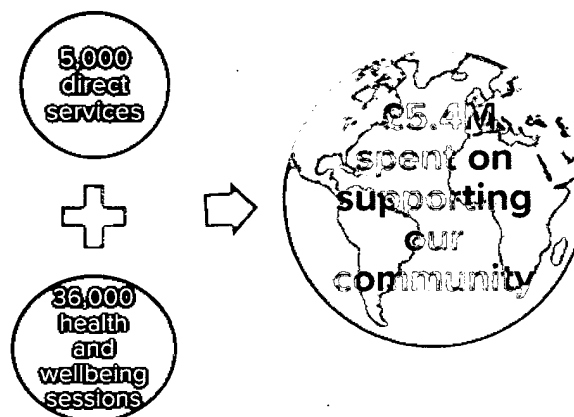 5,000
direct
services
36,000
health
and
wellbeing
sessions
£5.4M
spent on
supporting
our
community